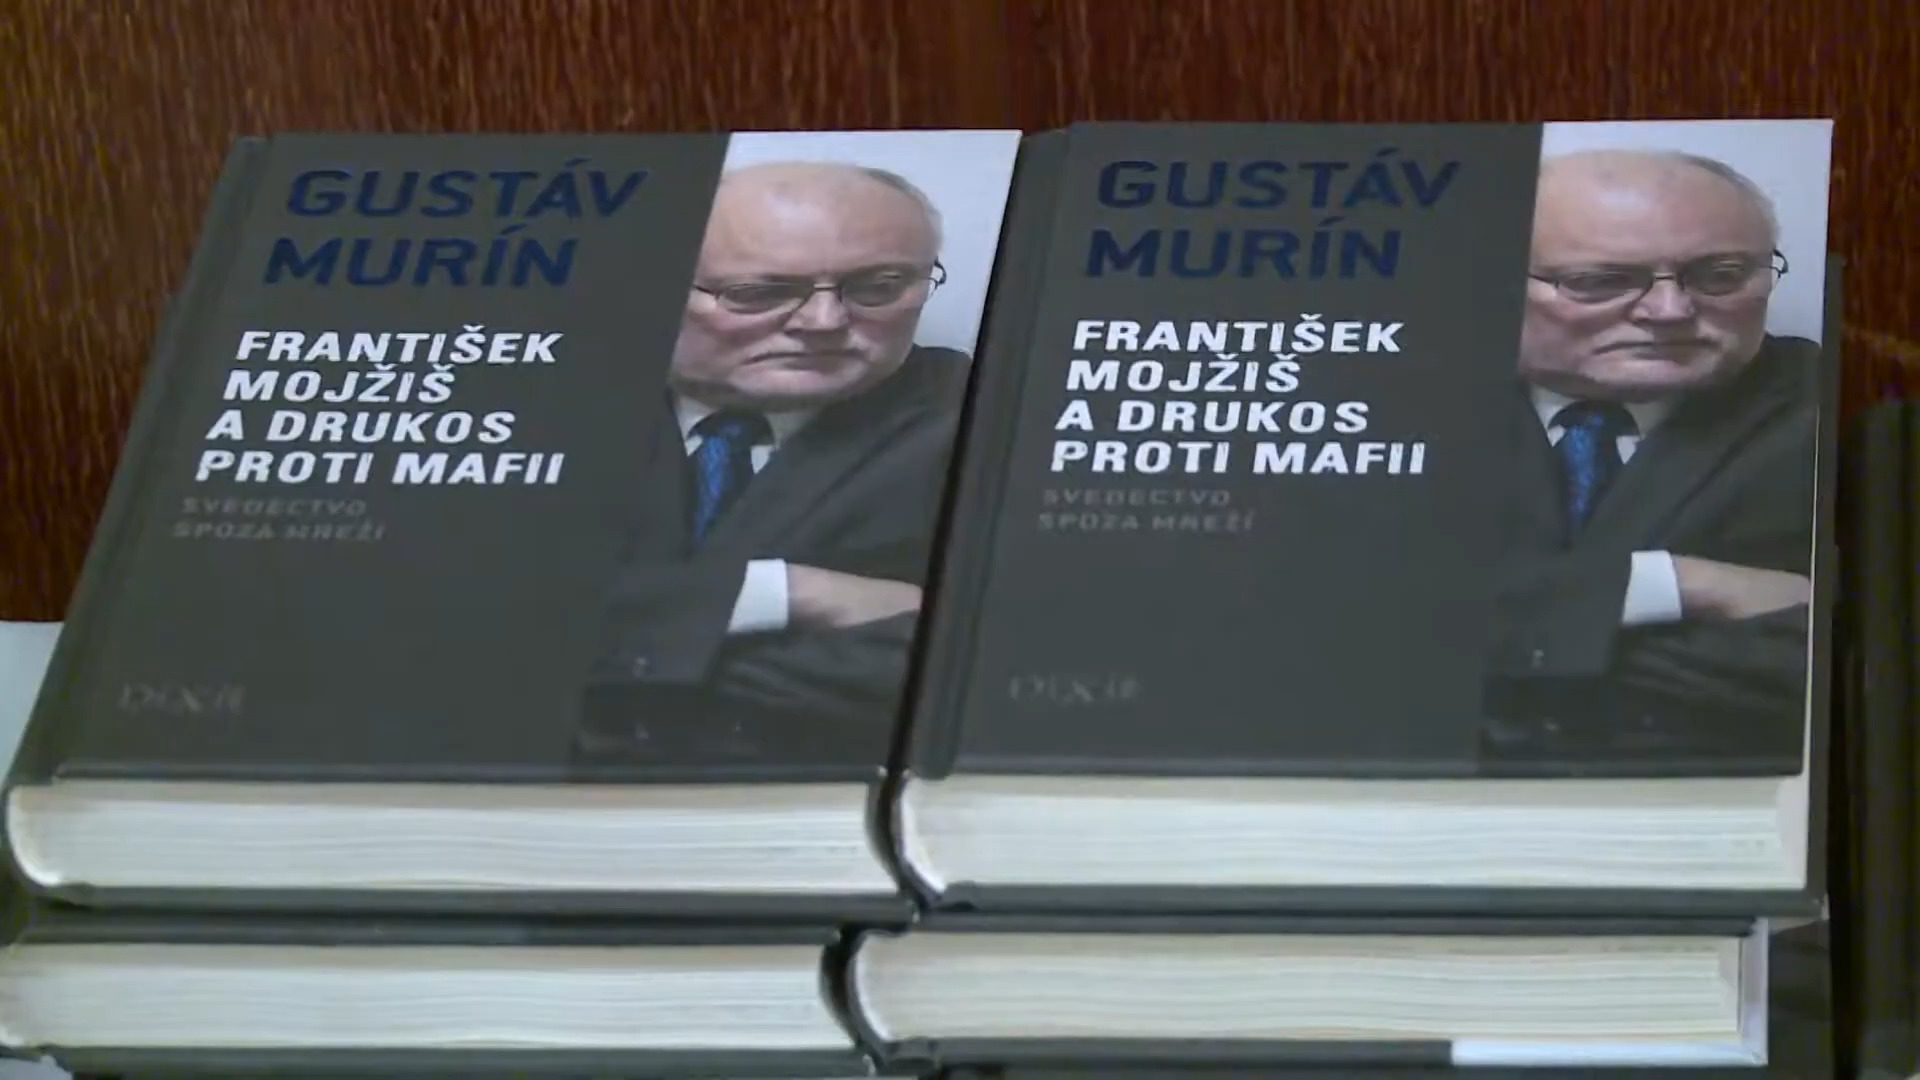 GUSTÁV
MURÍN
FRANTIŠEK
MOJŽIŠ
A DRUKOS
PROTI MAFII
SVEDECTVO
SPOZA MREŽÍ
DiXit
GUSTÁV
MURÍN
FRANTIŠEK
MOJŽIŠ
A DRUKOS
PROTI MAFII
SVEDECTVO
SPOZA MREŽÍ
DiXit